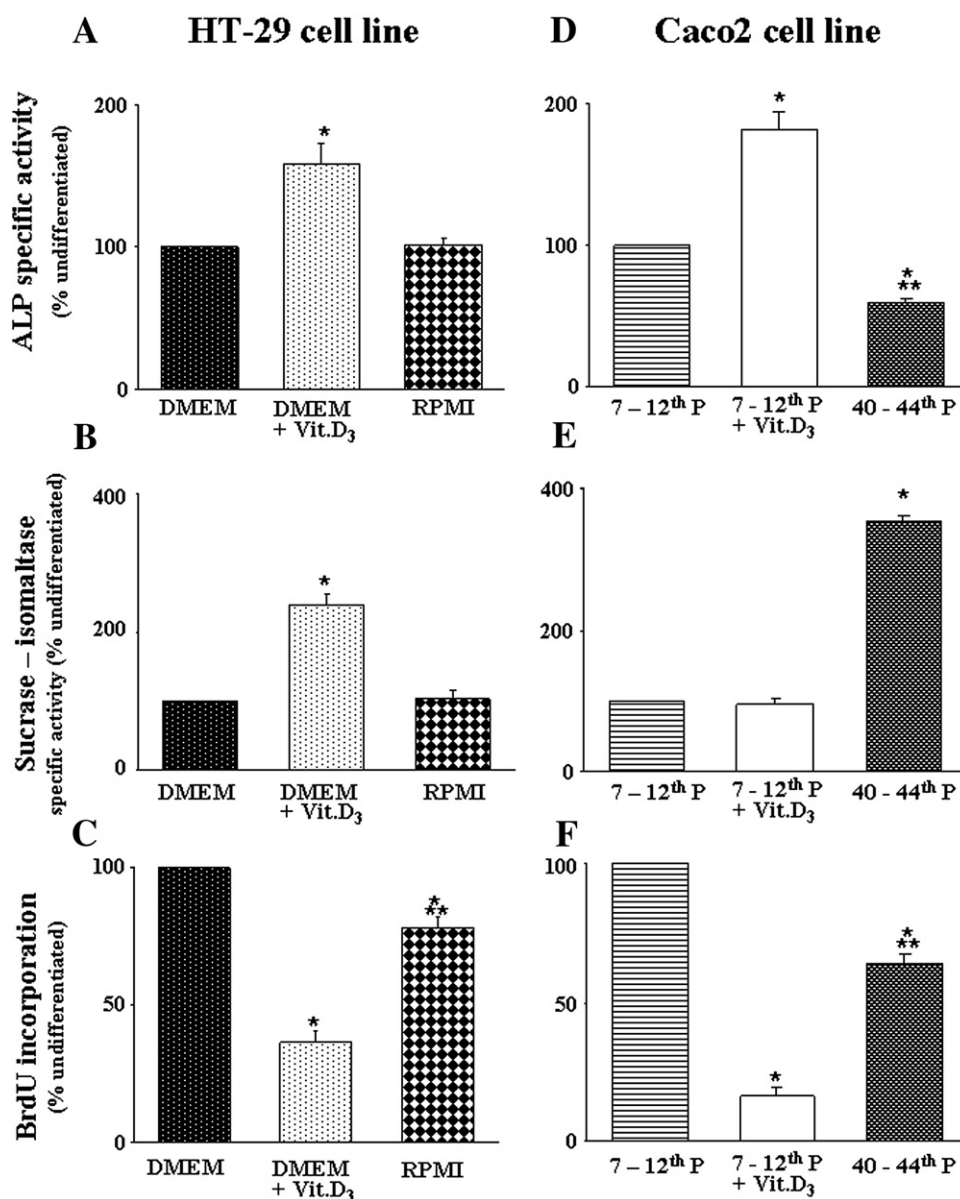 A HT-29 cell line
D Caco2 cell line
ALP specific activity
(% undifferentiated)
200
*
100
0
DMEM
DMEM
+ Vit.D₃
RPMI
200
*
100
*
**
0
7 – 12ᵗʰ P
7 - 12ᵗʰ P
+ Vit.D₃
40 - 44ᵗʰ P
B
Sucrase – isomaltase
specific activity (% undifferentiated)
400
200
*
0
DMEM
DMEM
+ Vit.D₃
RPMI
E
400
*
300
200
100
0
7 – 12ᵗʰ P
7 - 12ᵗʰ P
+ Vit.D₃
40 - 44ᵗʰ P
C
BrdU incorporation
(% undifferentiated)
100
50
0
*
*
**
DMEM
DMEM
+ Vit.D₃
RPMI
F
100
50
0
*
*
**
7 – 12ᵗʰ P
7 - 12ᵗʰ P
+ Vit.D₃
40 - 44ᵗʰ P